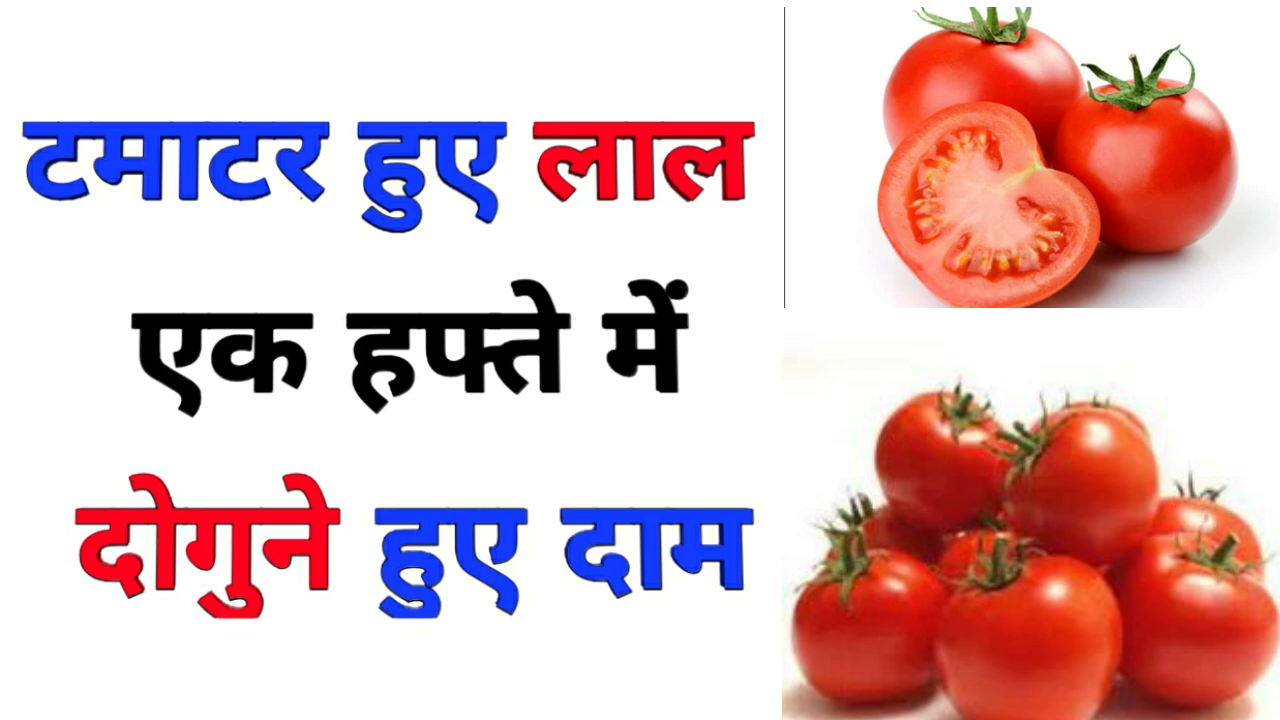 टमाटर हुए लाल
एक हफ्ते में
दोगुने हुए दाम